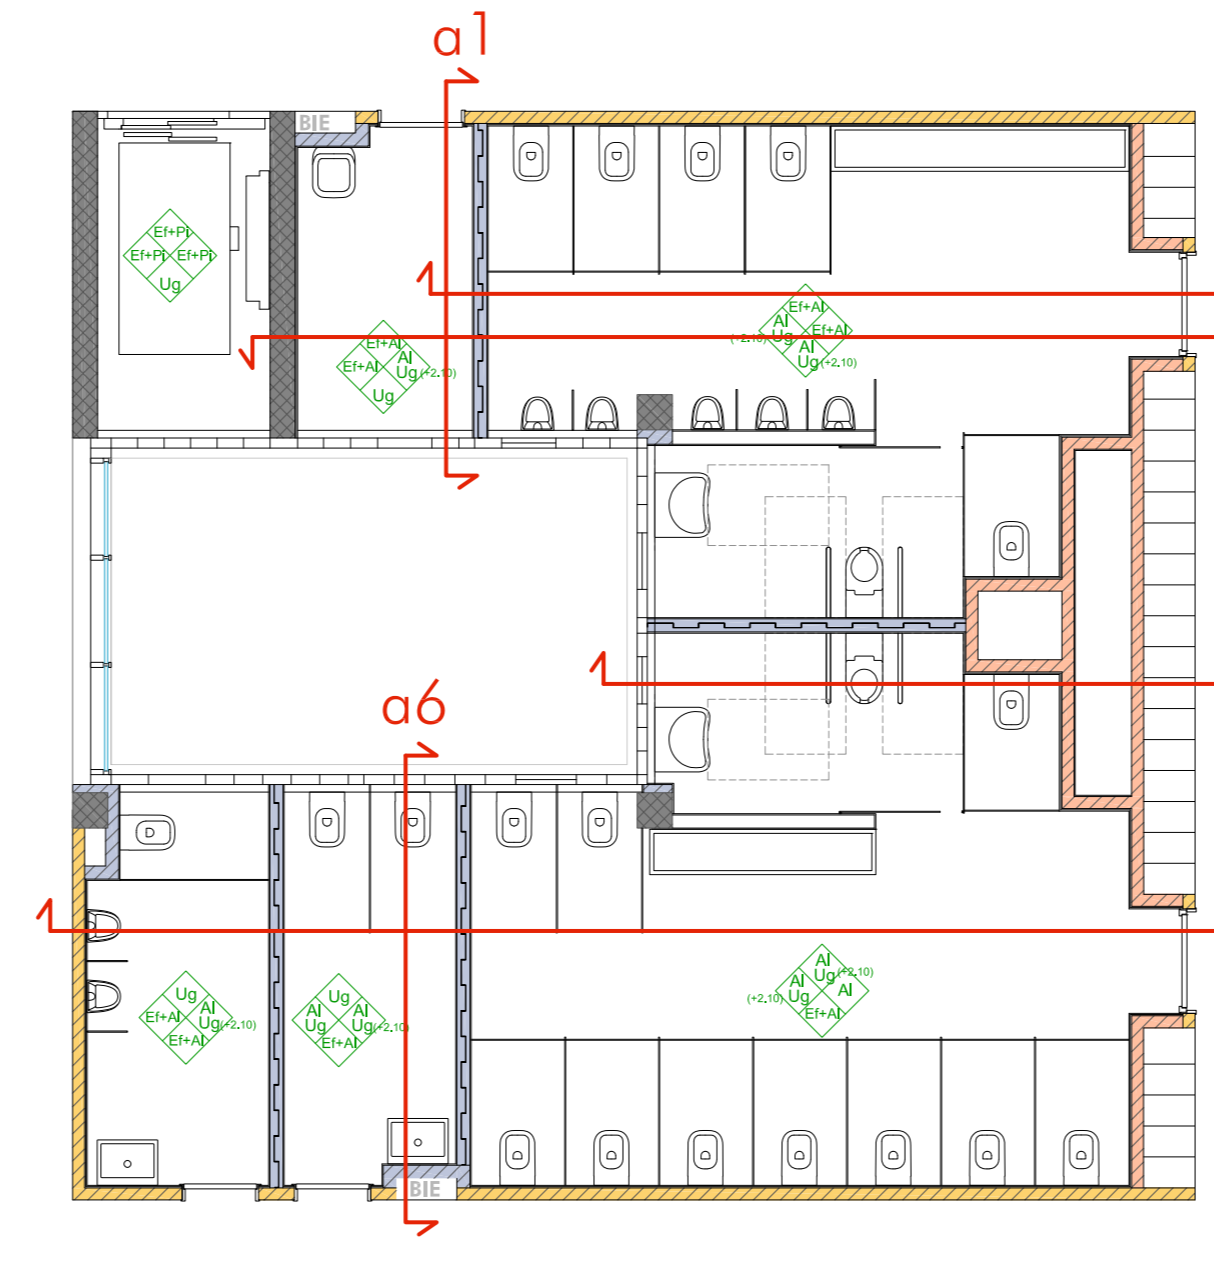 a1
BIE
Ef+Pi
Ef+Pi Ef+Pi
Ug
Ef+Al
Ef+Al Al
Ug (+2.10)
Ug
Ef+Al
Al
Ug Ef+Al
(+2.10)
Al
Ug (+2.10)
a6
Ug
Ef+Al Al
Ug (+2.10)
Ef+Al
Ug
Al Al
Ug Ug (+2.10)
Ef+Al
Al
Ug (+2.10)
Al Al
(+2.10) Ug
Ef+Al
BIE